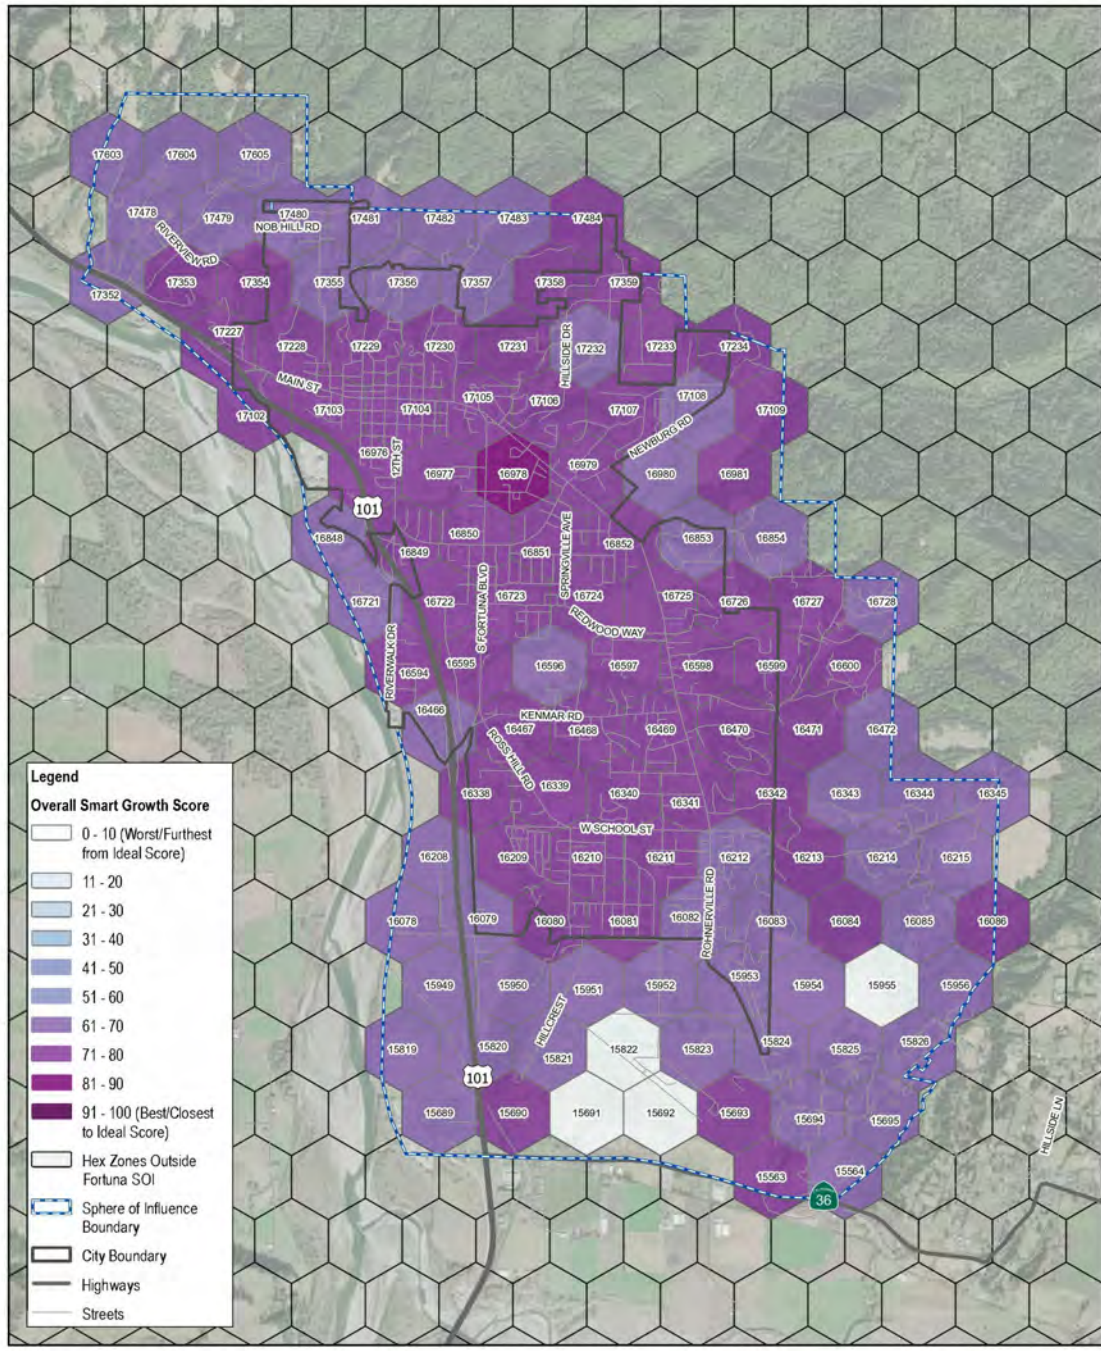 17603 17604 17605
17478 17479 17480 17481 17482 17483 17484
NOB HILL RD
RIVERVIEW RD
17352 17353 17354 17355 17356 17357 17358 17359
17227 17228 17229 17230 17231 17232 17233 17234
HILLSIDE DR
MAIN ST
17102 17103 17104 17105 17106 17107 17108 17109
NEWBURG RD
12TH ST
16976 16977 16978 16979 16980 16981
101
16848 16849 16850 16851 16852 16853 16854
SPRINGVILLE AVE
S FORTUNA BLVD
16721 16722 16723 16724 16725 16726 16727 16728
REDWOOD WAY
RIVERWALK DR
16594 16595 16596 16597 16598 16599 16600
KENMAR RD
16466 16467 16468 16469 16470 16471 16472
ROSS HILL RD
16338 16339 16340 16341 16342 16343 16344 16345
W SCHOOL ST
16208 16209 16210 16211 16212 16213 16214 16215
ROHNERVILLE RD
16078 16079 16080 16081 16082 16083 16084 16085 16086
15949 15950 15951 15952 15953 15954 15955 15956
HILLCREST
15819 15820 15821 15822 15823 15824 15825 15826
101
15689 15690 15691 15692 15693 15694 15695
HILLSIDE LN
15563 15564
36
Legend
Overall Smart Growth Score
0 - 10 (Worst/Furthest
from Ideal Score)
11 - 20
21 - 30
31 - 40
41 - 50
51 - 60
61 - 70
71 - 80
81 - 90
91 - 100 (Best/Closest
to Ideal Score)
Hex Zones Outside
Fortuna SOI
Sphere of Influence
Boundary
City Boundary
Highways
Streets